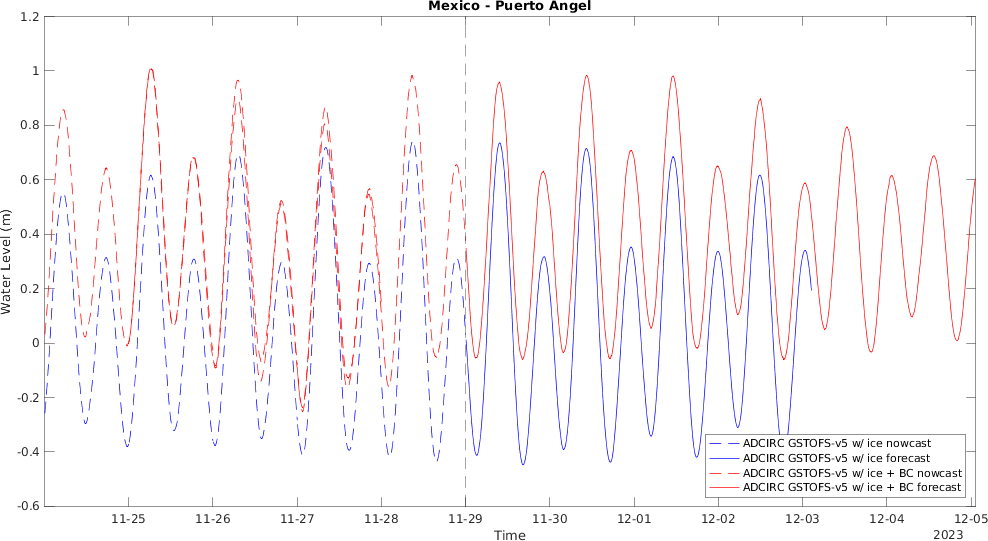 Mexico - Puerto Angel
1.2
1
0.8
0.6
0.4
0.2
0
-0.2
-0.4
-0.6
Water Level (m)
11-25 11-26 11-27 11-28 11-29 11-30 12-01 12-02 12-03 12-04 12-05
Time
2023
ADCIRC GSTOFS-v5 w/ ice nowcast
ADCIRC GSTOFS-v5 w/ ice forecast
ADCIRC GSTOFS-v5 w/ ice + BC nowcast
ADCIRC GSTOFS-v5 w/ ice + BC forecast